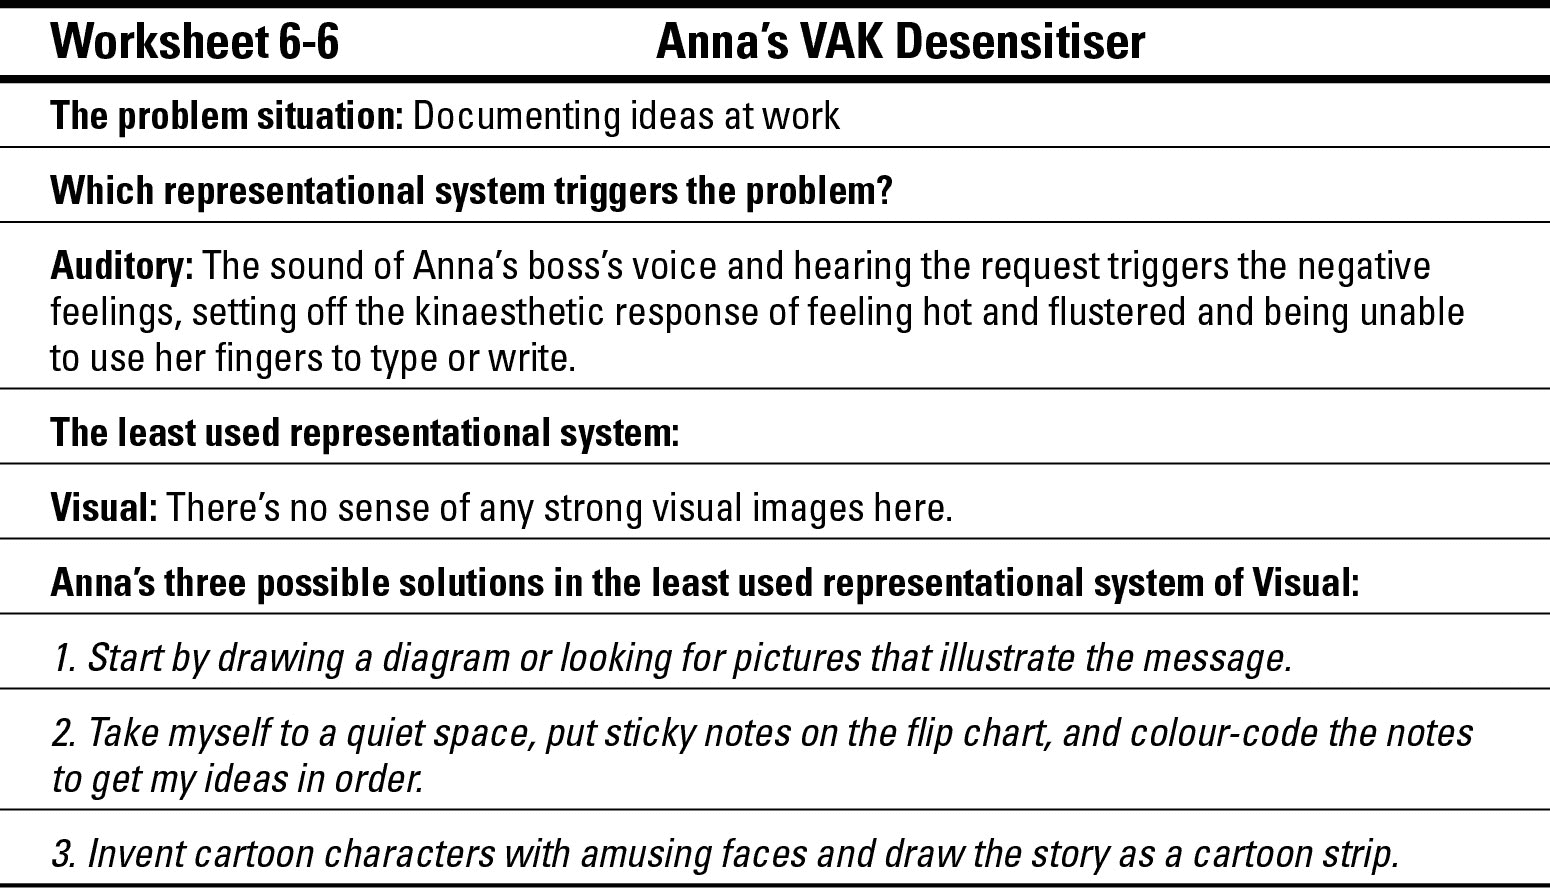 Worksheet 6-6 Anna’s VAK Desensitiser
The problem situation: Documenting ideas at work
Which representational system triggers the problem?
Auditory: The sound of Anna’s boss’s voice and hearing the request triggers the negative
feelings, setting off the kinaesthetic response of feeling hot and flustered and being unable
to use her fingers to type or write.
The least used representational system:
Visual: There’s no sense of any strong visual images here.
Anna’s three possible solutions in the least used representational system of Visual:
1. Start by drawing a diagram or looking for pictures that illustrate the message.
2. Take myself to a quiet space, put sticky notes on the flip chart, and colour-code the notes
to get my ideas in order.
3. Invent cartoon characters with amusing faces and draw the story as a cartoon strip.